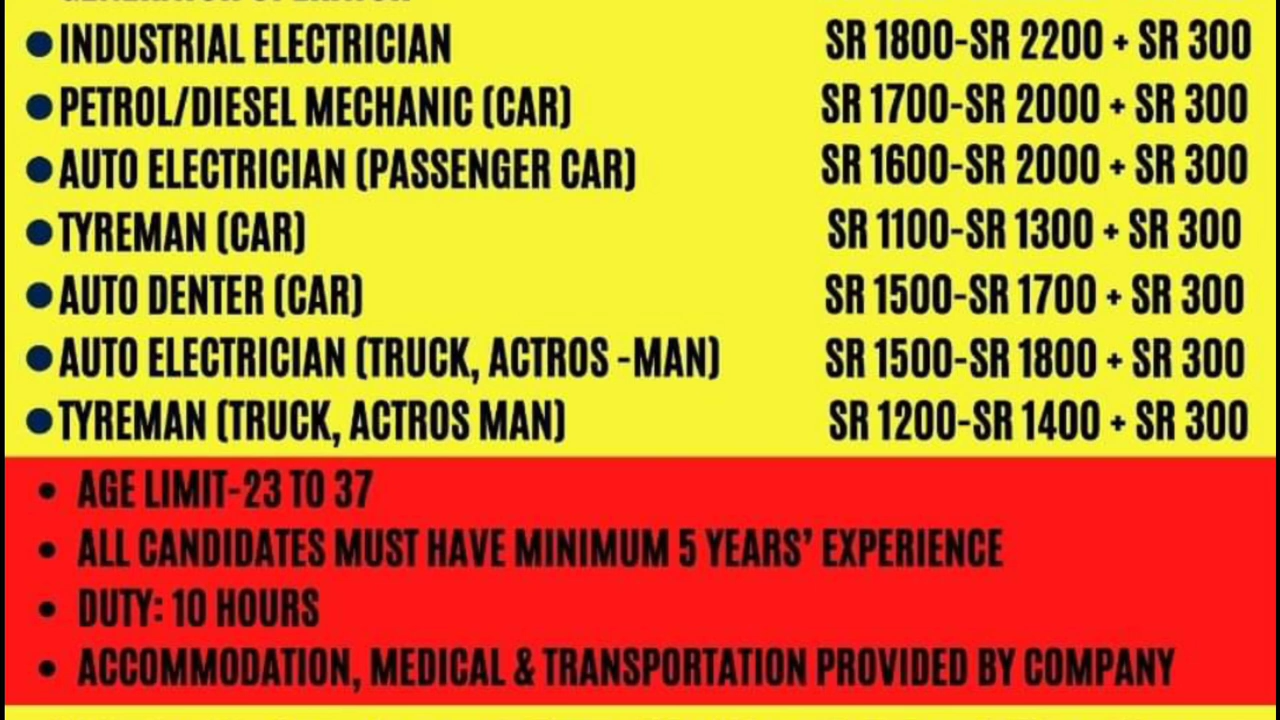 ● INDUSTRIAL ELECTRICIAN SR 1800-SR 2200 + SR 300
● PETROL/DIESEL MECHANIC (CAR) SR 1700-SR 2000 + SR 300
● AUTO ELECTRICIAN (PASSENGER CAR) SR 1600-SR 2000 + SR 300
● TYREMAN (CAR) SR 1100-SR 1300 + SR 300
● AUTO DENTER (CAR) SR 1500-SR 1700 + SR 300
● AUTO ELECTRICIAN (TRUCK, ACTROS -MAN) SR 1500-SR 1800 + SR 300
● TYREMAN (TRUCK, ACTROS MAN) SR 1200-SR 1400 + SR 300
• AGE LIMIT-23 TO 37
• ALL CANDIDATES MUST HAVE MINIMUM 5 YEARS’ EXPERIENCE
• DUTY: 10 HOURS
• ACCOMMODATION, MEDICAL & TRANSPORTATION PROVIDED BY COMPANY